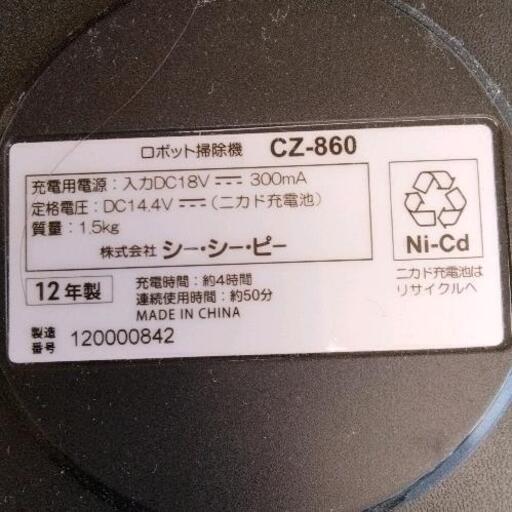 ロボット掃除機 CZ-860
充電用電源：入力DC18V ⎓ 300mA
定格電圧：DC14.4V ⎓（ニカド充電池）
質量：1.5kg
株式会社 シー・シー・ピー
Ni-Cd
ニカド充電池は
リサイクルへ
12年製
充電時間：約4時間
連続使用時間：約50分
MADE IN CHINA
製造
番号 120000842